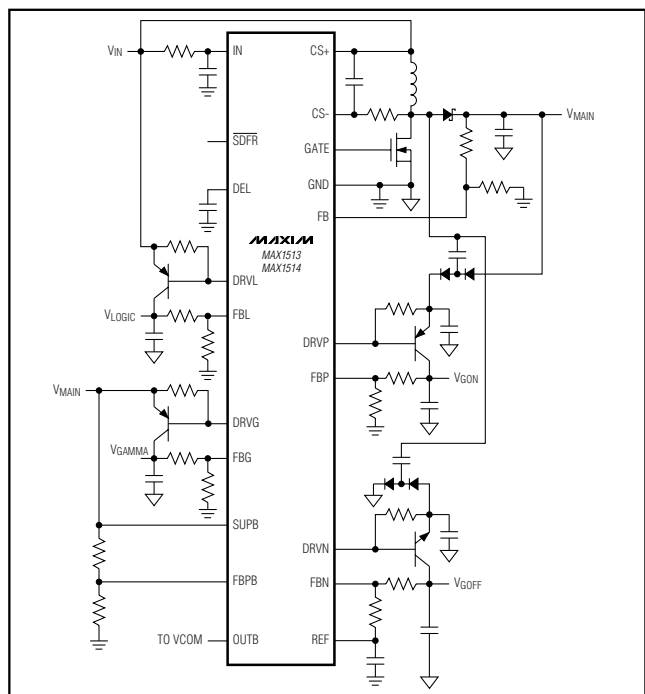 VIN
IN
SDFR
DEL
DRVL
VLOGIC
FBL
VMAIN
DRVG
VGAMMA
FBG
SUPB
FBPB
TO VCOM
OUTB
MAXIM
MAX1513
MAX1514
CS+
CS-
VMAIN
GATE
GND
FB
DRVP
FBP
VGON
DRVN
FBN
VGOFF
REF